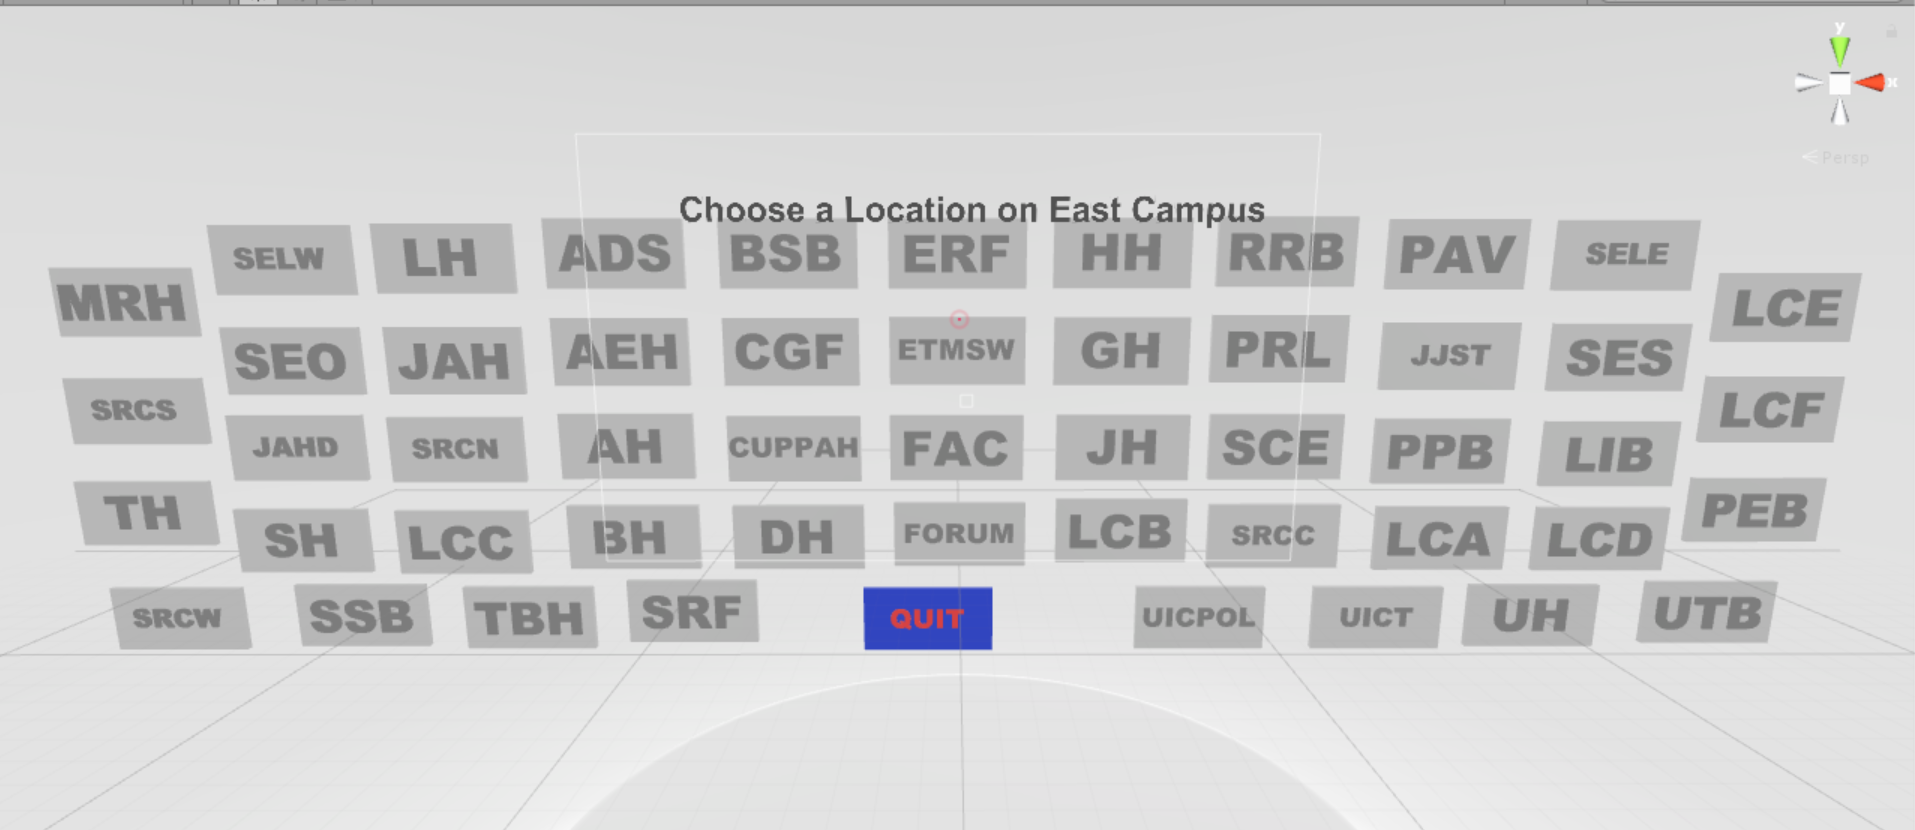 y
x
Persp
Choose a Location on East Campus
SELW LH ADS BSB ERF HH RRB PAV SELE
MRH LCE
SEO JAH AEH CGF ETMSW GH PRL JJST SES
SRCS LCF
JAHD SRCN AH CUPPAH FAC JH SCE PPB LIB
TH PEB
SH LCC BH DH FORUM LCB SRCC LCA LCD
SRCW SSB TBH SRF QUIT UICPOL UICT UH UTB